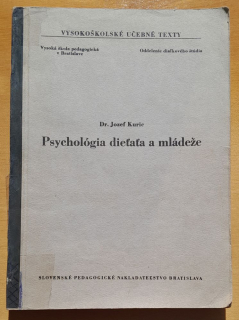 VYSOKOŠKOLSKÉ UČEBNÉ TEXTY
Vysoká škola pedagogická
v Bratislave
Oddelenie diaľkového štúdia
Dr. Jozef Kuric
Psychológia dieťaťa a mládeže
SLOVENSKÉ PEDAGOGICKÉ NAKLADATEĽSTVO BRATISLAVA